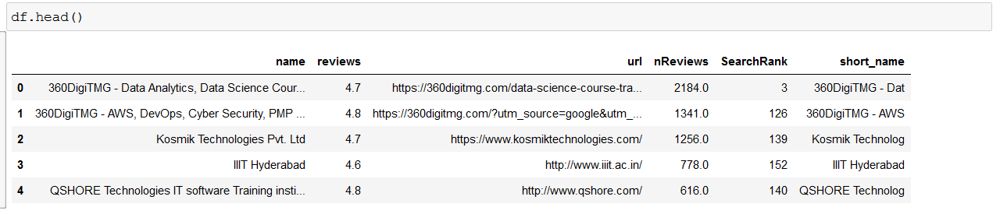 df.head()
name reviews url nReviews SearchRank short_name
0 360DigiTMG - Data Analytics, Data Science Cour... 4.7 https://360digitmg.com/data-science-course-tra... 2184.0 3 360DigiTMG - Dat
1 360DigiTMG - AWS, DevOps, Cyber Security, PMP ... 4.8 https://360digitmg.com/?utm_source=google&utm_... 1341.0 126 360DigiTMG - AWS
2 Kosmik Technologies Pvt. Ltd 4.7 https://www.kosmiktechnologies.com/ 1256.0 139 Kosmik Technolog
3 IIIT Hyderabad 4.6 http://www.iiit.ac.in/ 778.0 152 IIIT Hyderabad
4 QSHORE Technologies IT software Training insti... 4.8 http://www.qshore.com/ 616.0 140 QSHORE Technolog